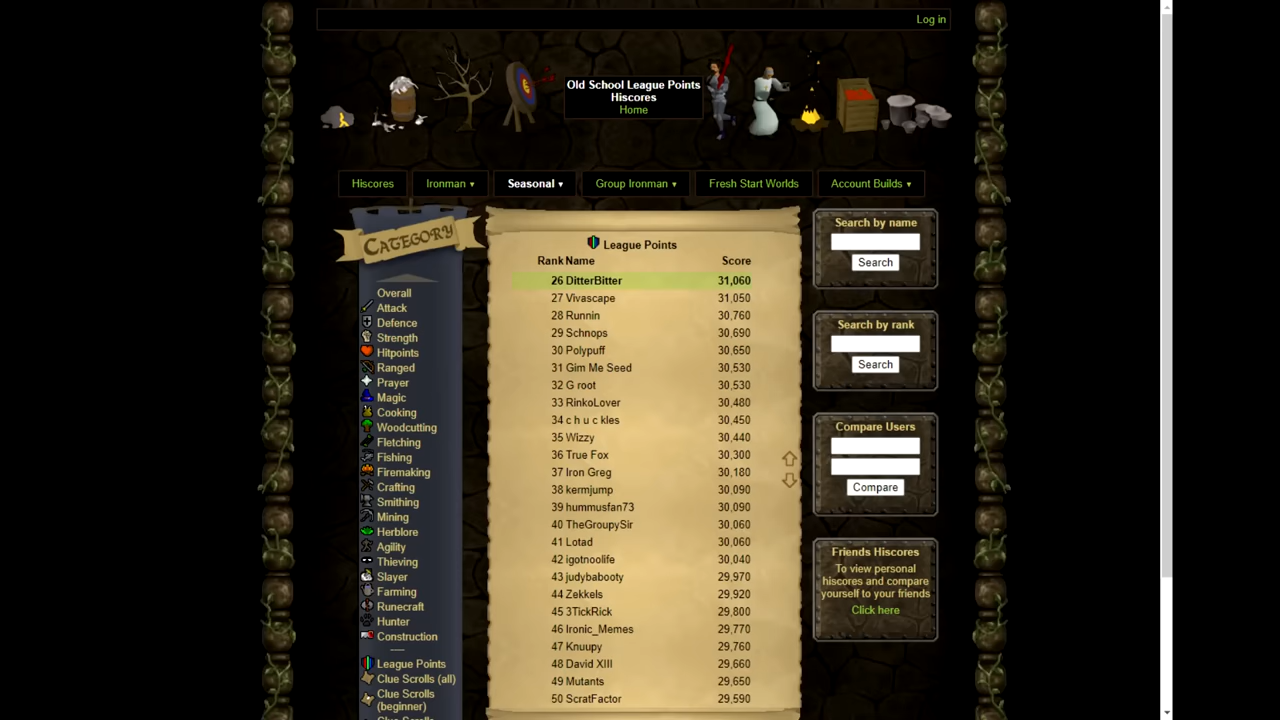 Log in
Old School League Points
Hiscores
Home
Hiscores
Ironman
Seasonal
Group Ironman
Fresh Start Worlds
Account Builds
CATEGORY
Overall
Attack
Defence
Strength
Hitpoints
Ranged
Prayer
Magic
Cooking
Woodcutting
Fletching
Fishing
Firemaking
Crafting
Smithing
Mining
Herblore
Agility
Thieving
Slayer
Farming
Runecraft
Hunter
Construction
----
League Points
Clue Scrolls (all)
Clue Scrolls
(beginner)
Clue Scrolls
League Points
Rank Name Score
26 DitterBitter 31,060
27 Vivascape 31,050
28 Runnin 30,760
29 Schnops 30,690
30 Polypuff 30,650
31 Gim Me Seed 30,530
32 G root 30,530
33 RinkoLover 30,480
34 c h u c kles 30,450
35 Wizzy 30,440
36 True Fox 30,300
37 Iron Greg 30,180
38 kermjump 30,090
39 hummusfan73 30,090
40 TheGroupySir 30,060
41 Lotad 30,060
42 igotnoolife 30,040
43 judybabooty 29,970
44 Zekkels 29,920
45 3TickRick 29,800
46 Ironic_Memes 29,770
47 Knuupy 29,760
48 David XIII 29,660
49 Mutants 29,650
50 ScratFactor 29,590
Search by name
Search
Search by rank
Search
Compare Users
Compare
Friends Hiscores
To view personal
hiscores and compare
yourself to your friends
Click here